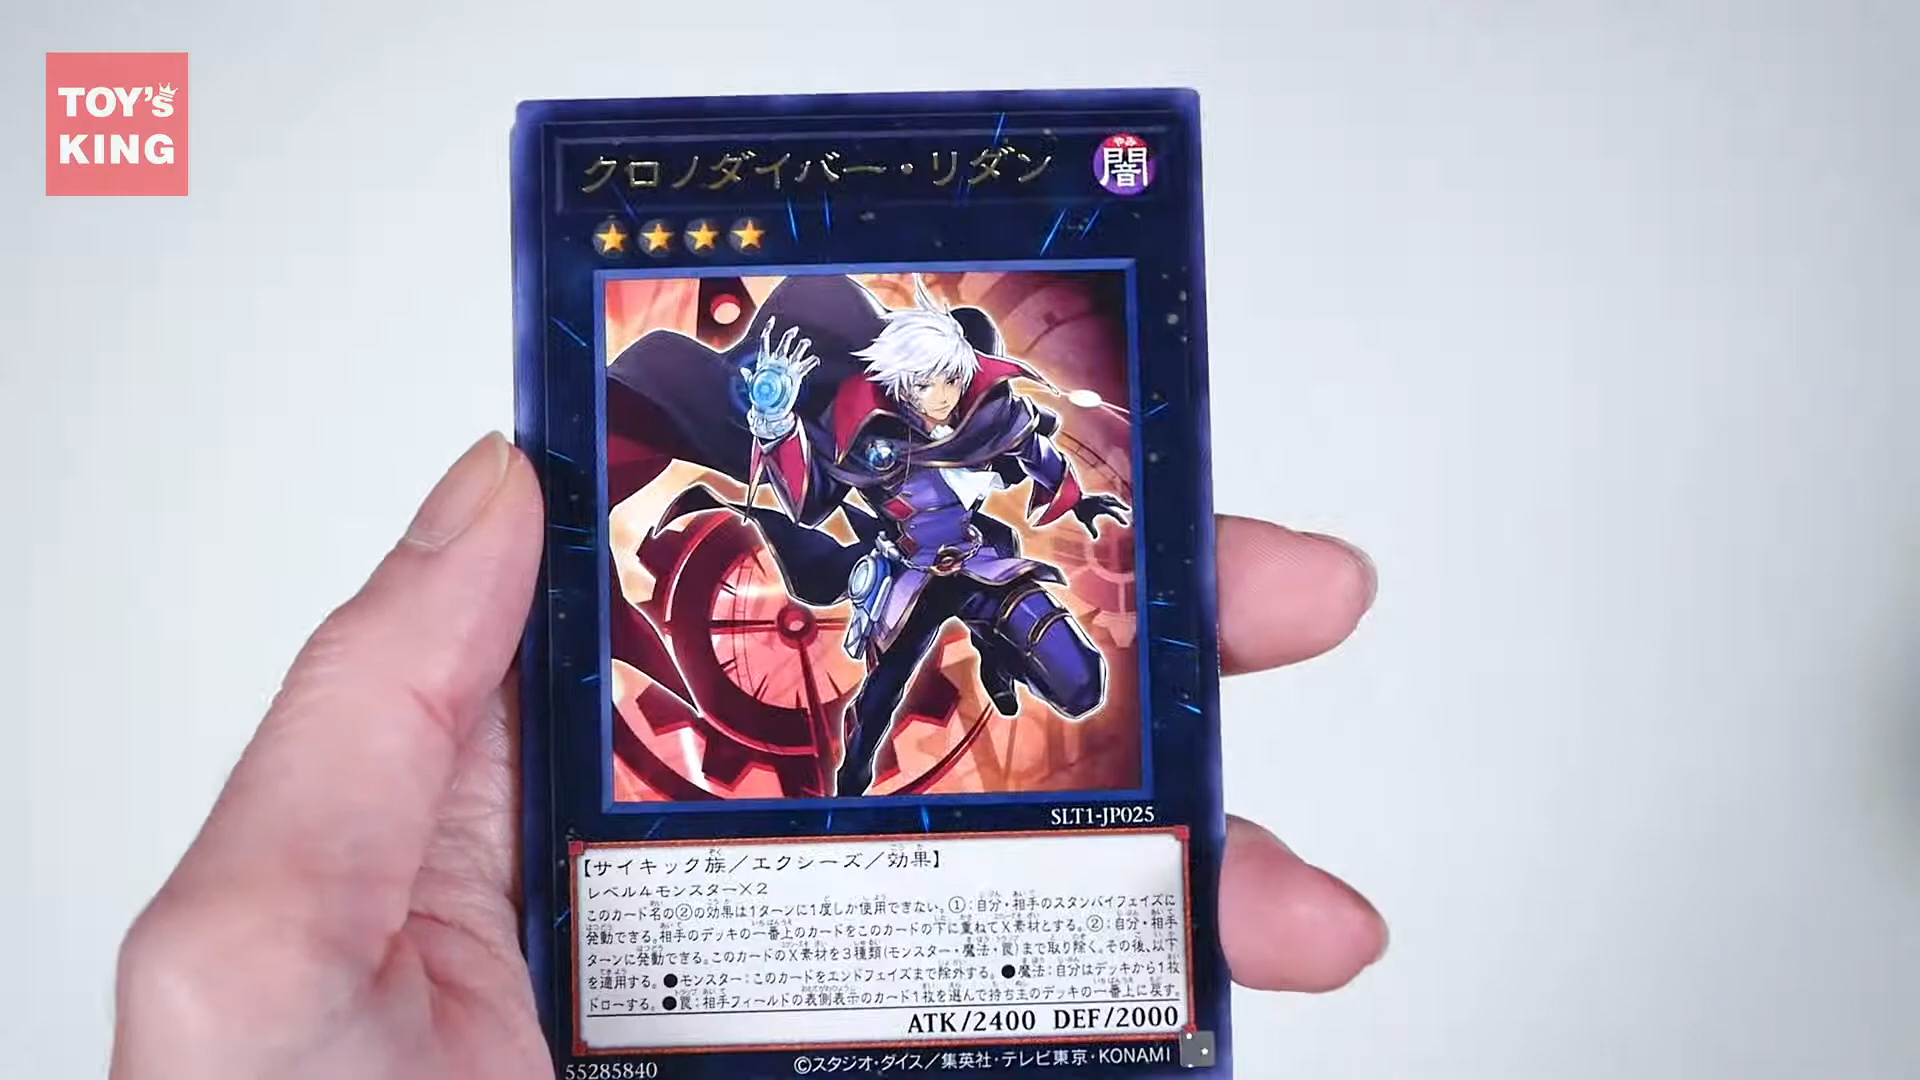 TOY's
KING
クロノダイバー・リダン
やみ
闇
SLT1-JP025
【サイキック族／エクシーズ／効果】
レベル4モンスター×2
このカード名の②の効果は1ターンに1度しか使用できない。①：自分・相手のスタンバイフェイズに
発動できる。相手のデッキの一番上のカードをこのカードの下に重ねてX素材とする。②：自分・相手
ターンに発動できる。このカードのX素材を3種類（モンスター・魔法・罠）まで取り除く。その後、以下
を適用する。●モンスター：このカードをエンドフェイズまで除外する。●魔法：自分はデッキから1枚
ドローする。●罠：相手フィールドの表側表示のカード1枚を選んで持ち主のデッキの一番上に戻す。
ATK/2400 DEF/2000
55285840
©スタジオ・ダイス／集英社・テレビ東京・KONAMI